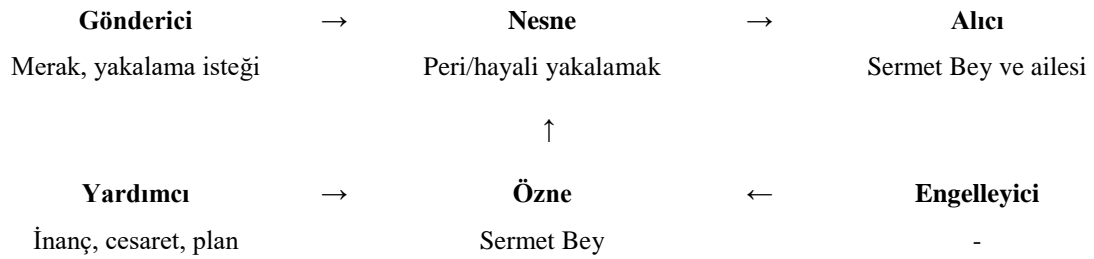 Gönderici → Nesne → Alıcı
Merak, yakalama isteği Peri/hayali yakalamak Sermet Bey ve ailesi
↑
Yardımcı → Özne ← Engelleyici
İnanç, cesaret, plan Sermet Bey -